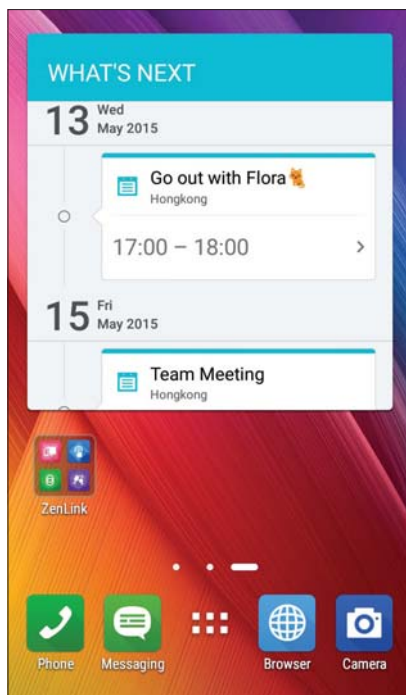 WHAT'S NEXT
13 Wed
May 2015
Go out with Flora🐈
Hongkong
17:00 – 18:00
15 Fri
May 2015
Team Meeting
Hongkong
ZenLink
Phone Messaging Browser Camera